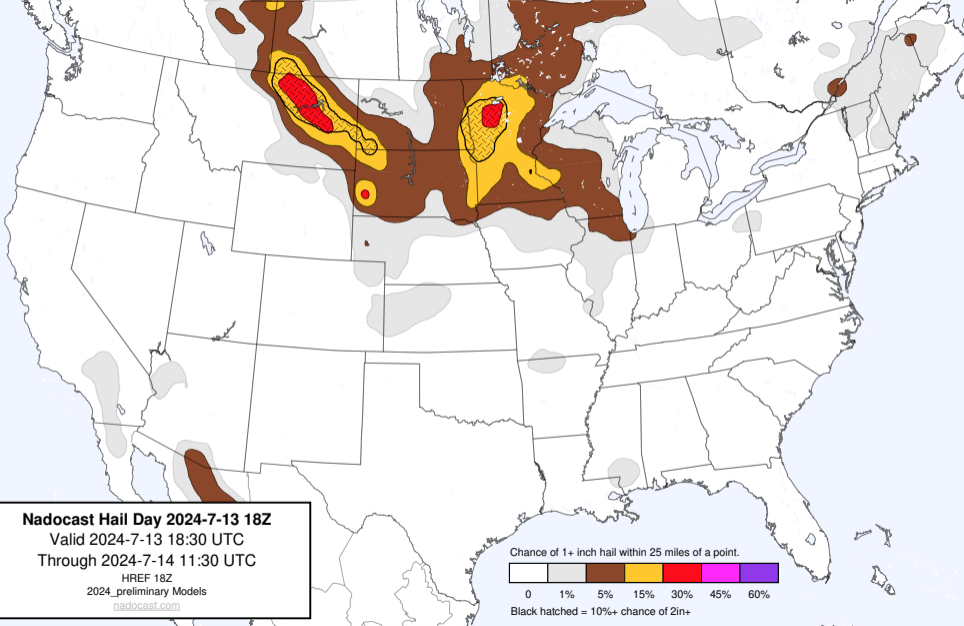 Nadocast Hail Day 2024-7-13 18Z
Valid 2024-7-13 18:30 UTC
Through 2024-7-14 11:30 UTC
HREF 18Z
2024_preliminary Models
nadocast.com
Chance of 1+ inch hail within 25 miles of a point.
0 1% 5% 15% 30% 45% 60%
Black hatched = 10%+ chance of 2in+